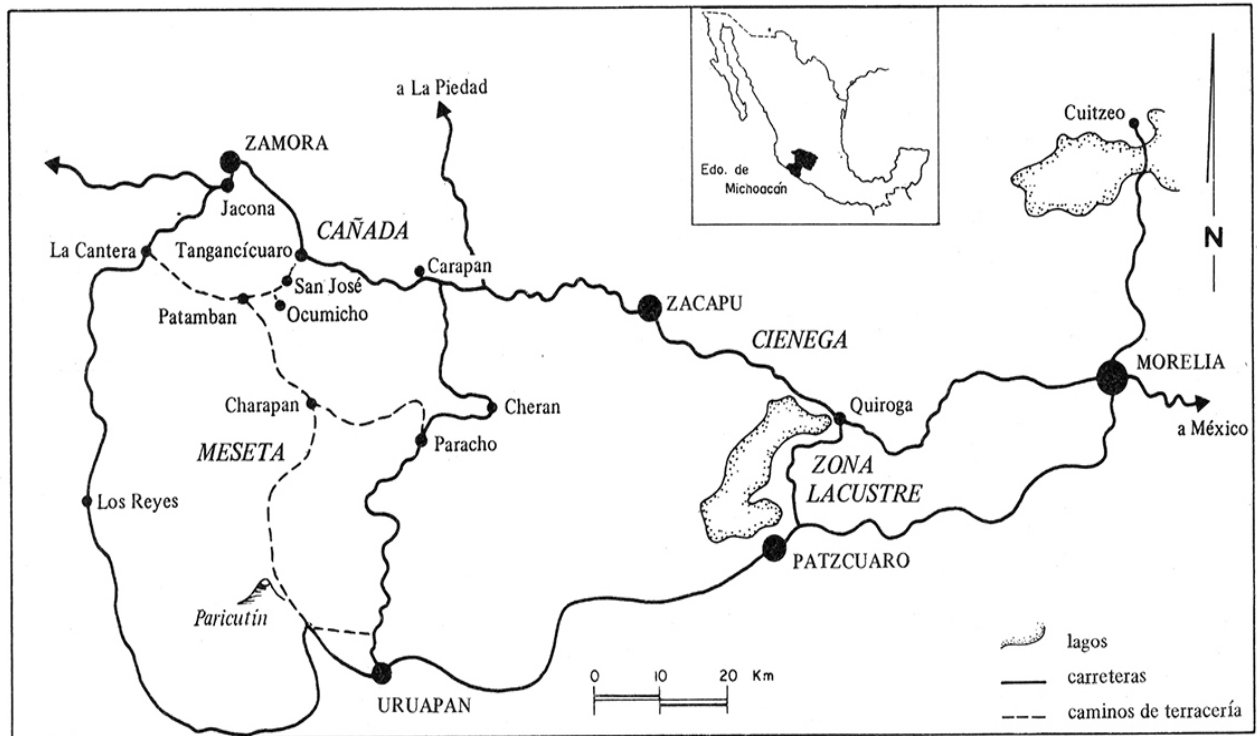 a La Piedad
Cuitzeo
ZAMORA
Edo. de
Michoacán
Jacona
N
La Cantera
Tangancícuaro
CAÑADA
Carapan
San José
Patamban
Ocumicho
ZACAPU
CIENEGA
MORELIA
Charapan
Cheran
Quiroga
a México
Paracho
MESETA
ZONA
LACUSTRE
Los Reyes
PATZCUARO
Paricutín
lagos
0 10 20 Km
carreteras
URUAPAN
caminos de terracería